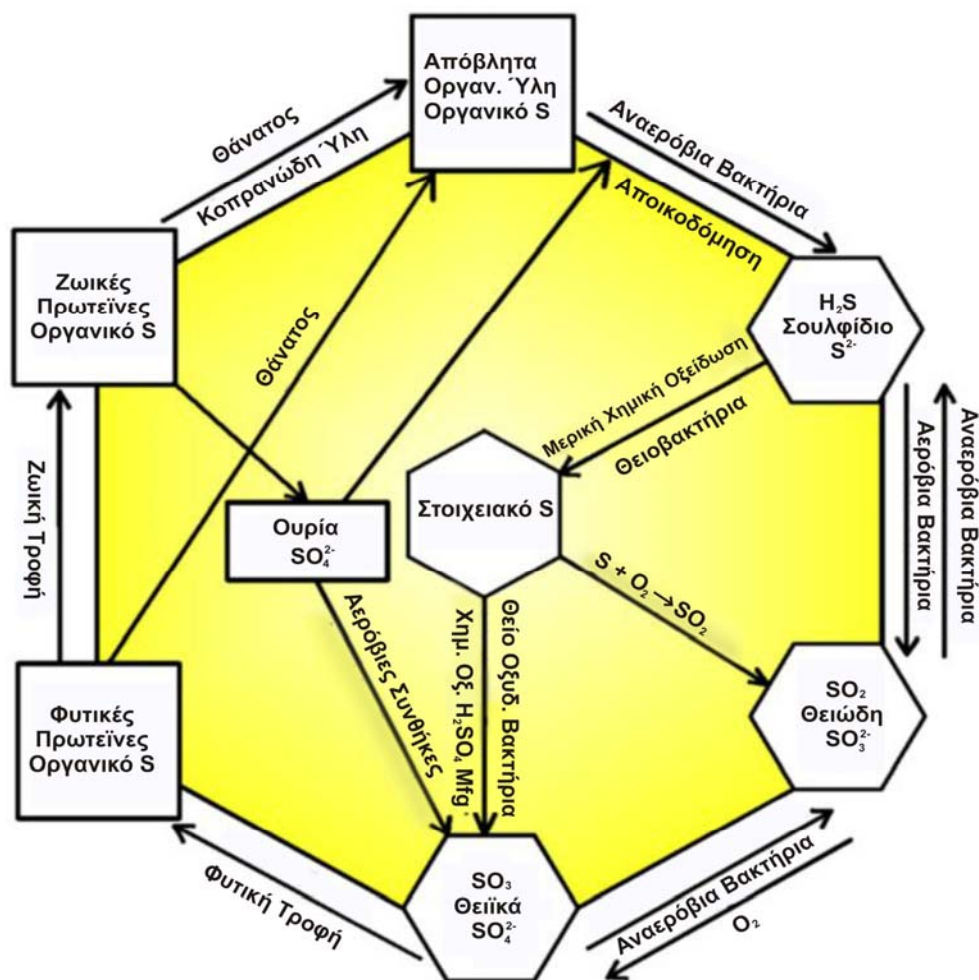 Απόβλητα
Οργαν. Ύλη
Οργανικό S
Θάνατος
Κοπρανώδη Ύλη
Αναερόβια Βακτήρια
Αποικοδόμηση
Ζωικές
Πρωτεΐνες
Οργανικό S
H₂S
Σουλφίδιο
S²⁻
Θάνατος
Μερική Χημική Οξείδωση
Θειοβακτήρια
Ζωική Τροφή
Ουρία
SO₄²⁻
Στοιχειακό S
Αερόβια Βακτήρια
Αναερόβια Βακτήρια
S + O₂ → SO₂
Αερόβιες Συνθήκες
Χημ. Οξ. H₂SO₄ Mfg.
Θείο Οξυδ. Βακτήρια
Φυτικές
Πρωτεΐνες
Οργανικό S
SO₂
Θειώδη
SO₃²⁻
Φυτική Τροφή
SO₃
Θειϊκά
SO₄²⁻
Αναερόβια Βακτήρια
O₂